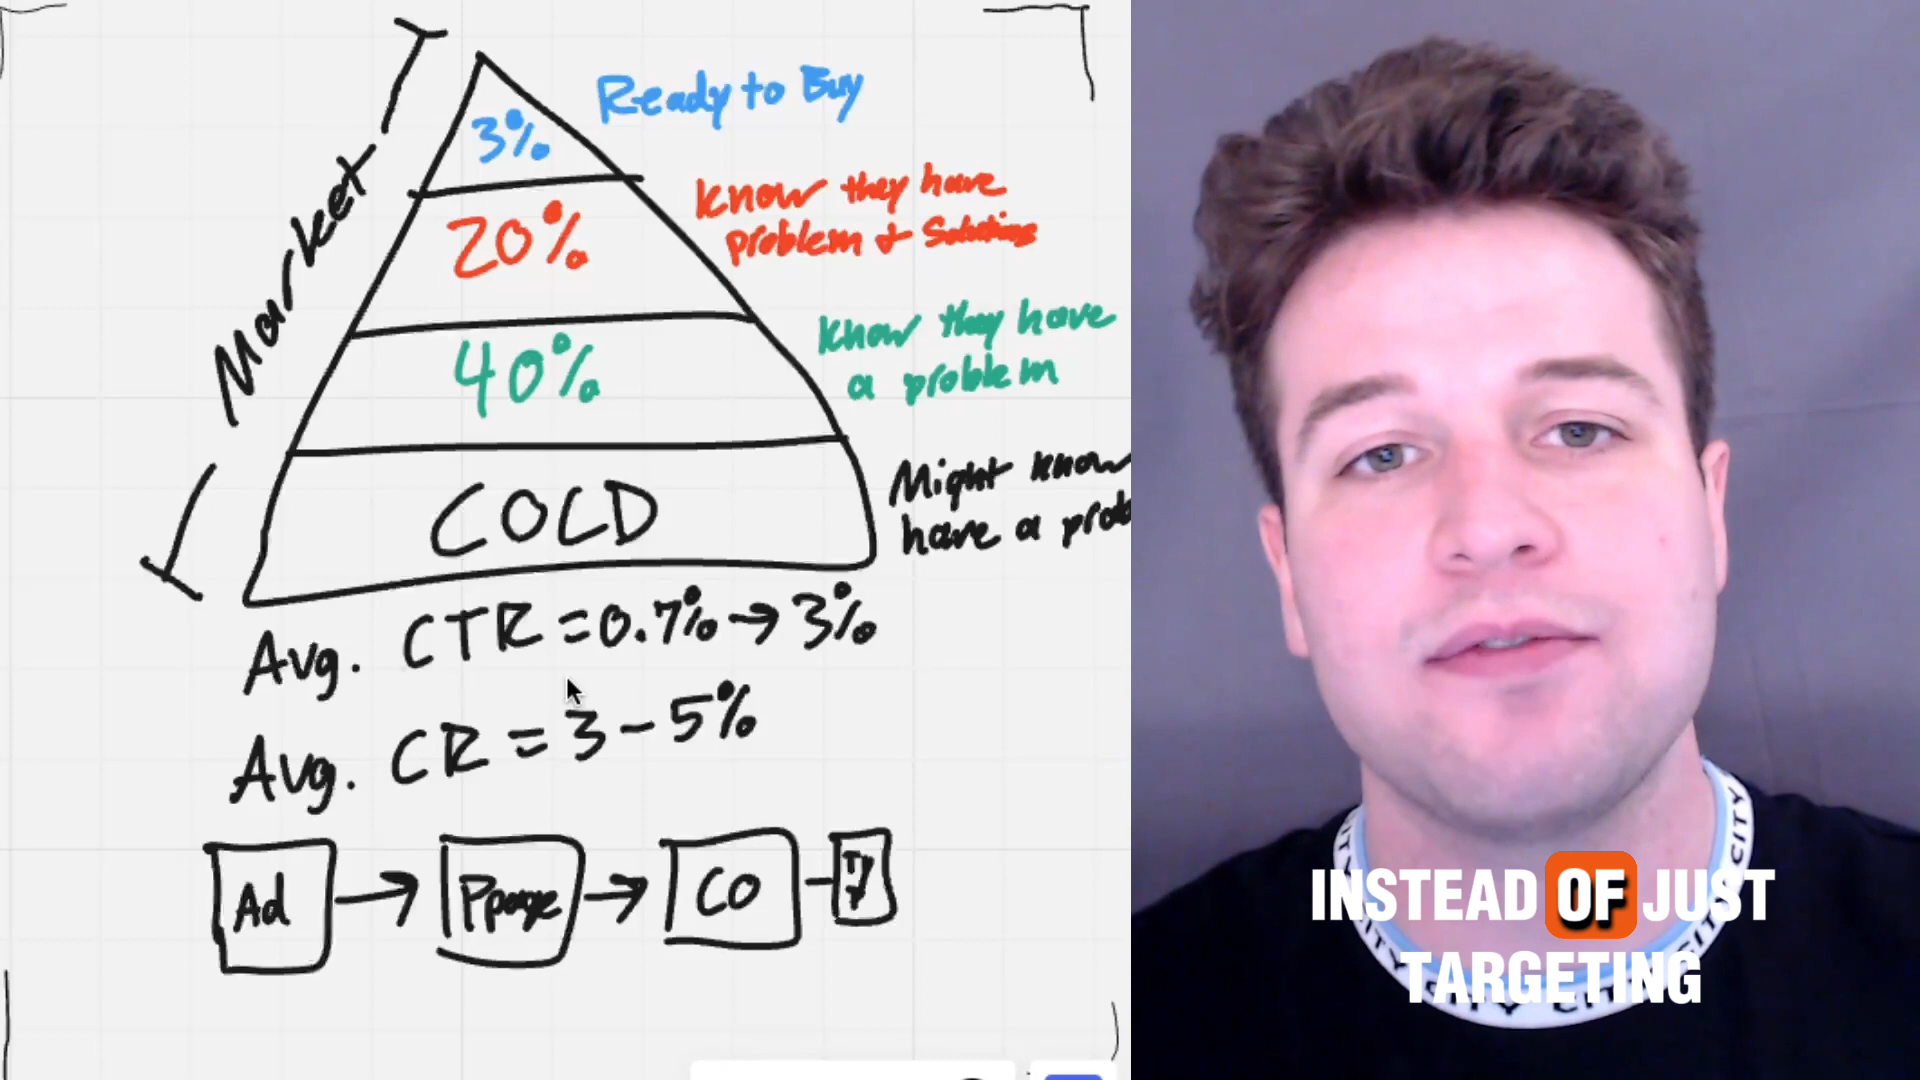 Market
3%
Ready to Buy
20%
know they have
problem + Solutions
40%
know they have
a problem
COLD
Might know
have a prob
Avg. CTR = 0.7% → 3%
Avg. CR = 3 - 5%
Ad → Ppage → CO - TY
INSTEAD OF JUST
TARGETING
CITY